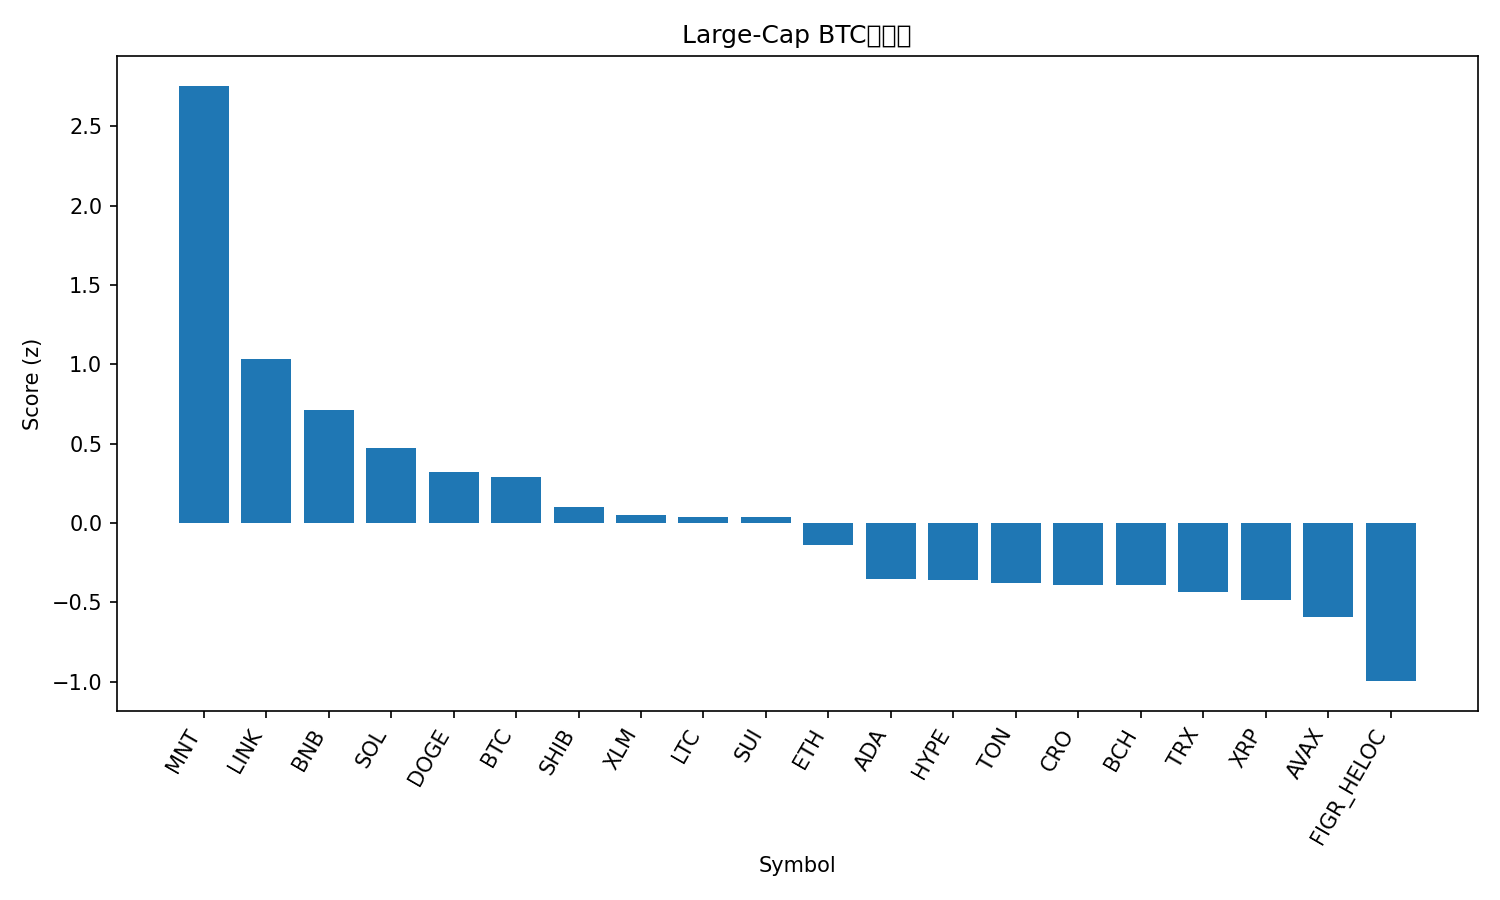 Large-Cap BTC
Score (z)
2.5
2.0
1.5
1.0
0.5
0.0
−0.5
−1.0
MNT
LINK
BNB
SOL
DOGE
BTC
SHIB
XLM
LTC
SUI
ETH
ADA
HYPE
TON
CRO
BCH
TRX
XRP
AVAX
FIGR_HELOC
Symbol